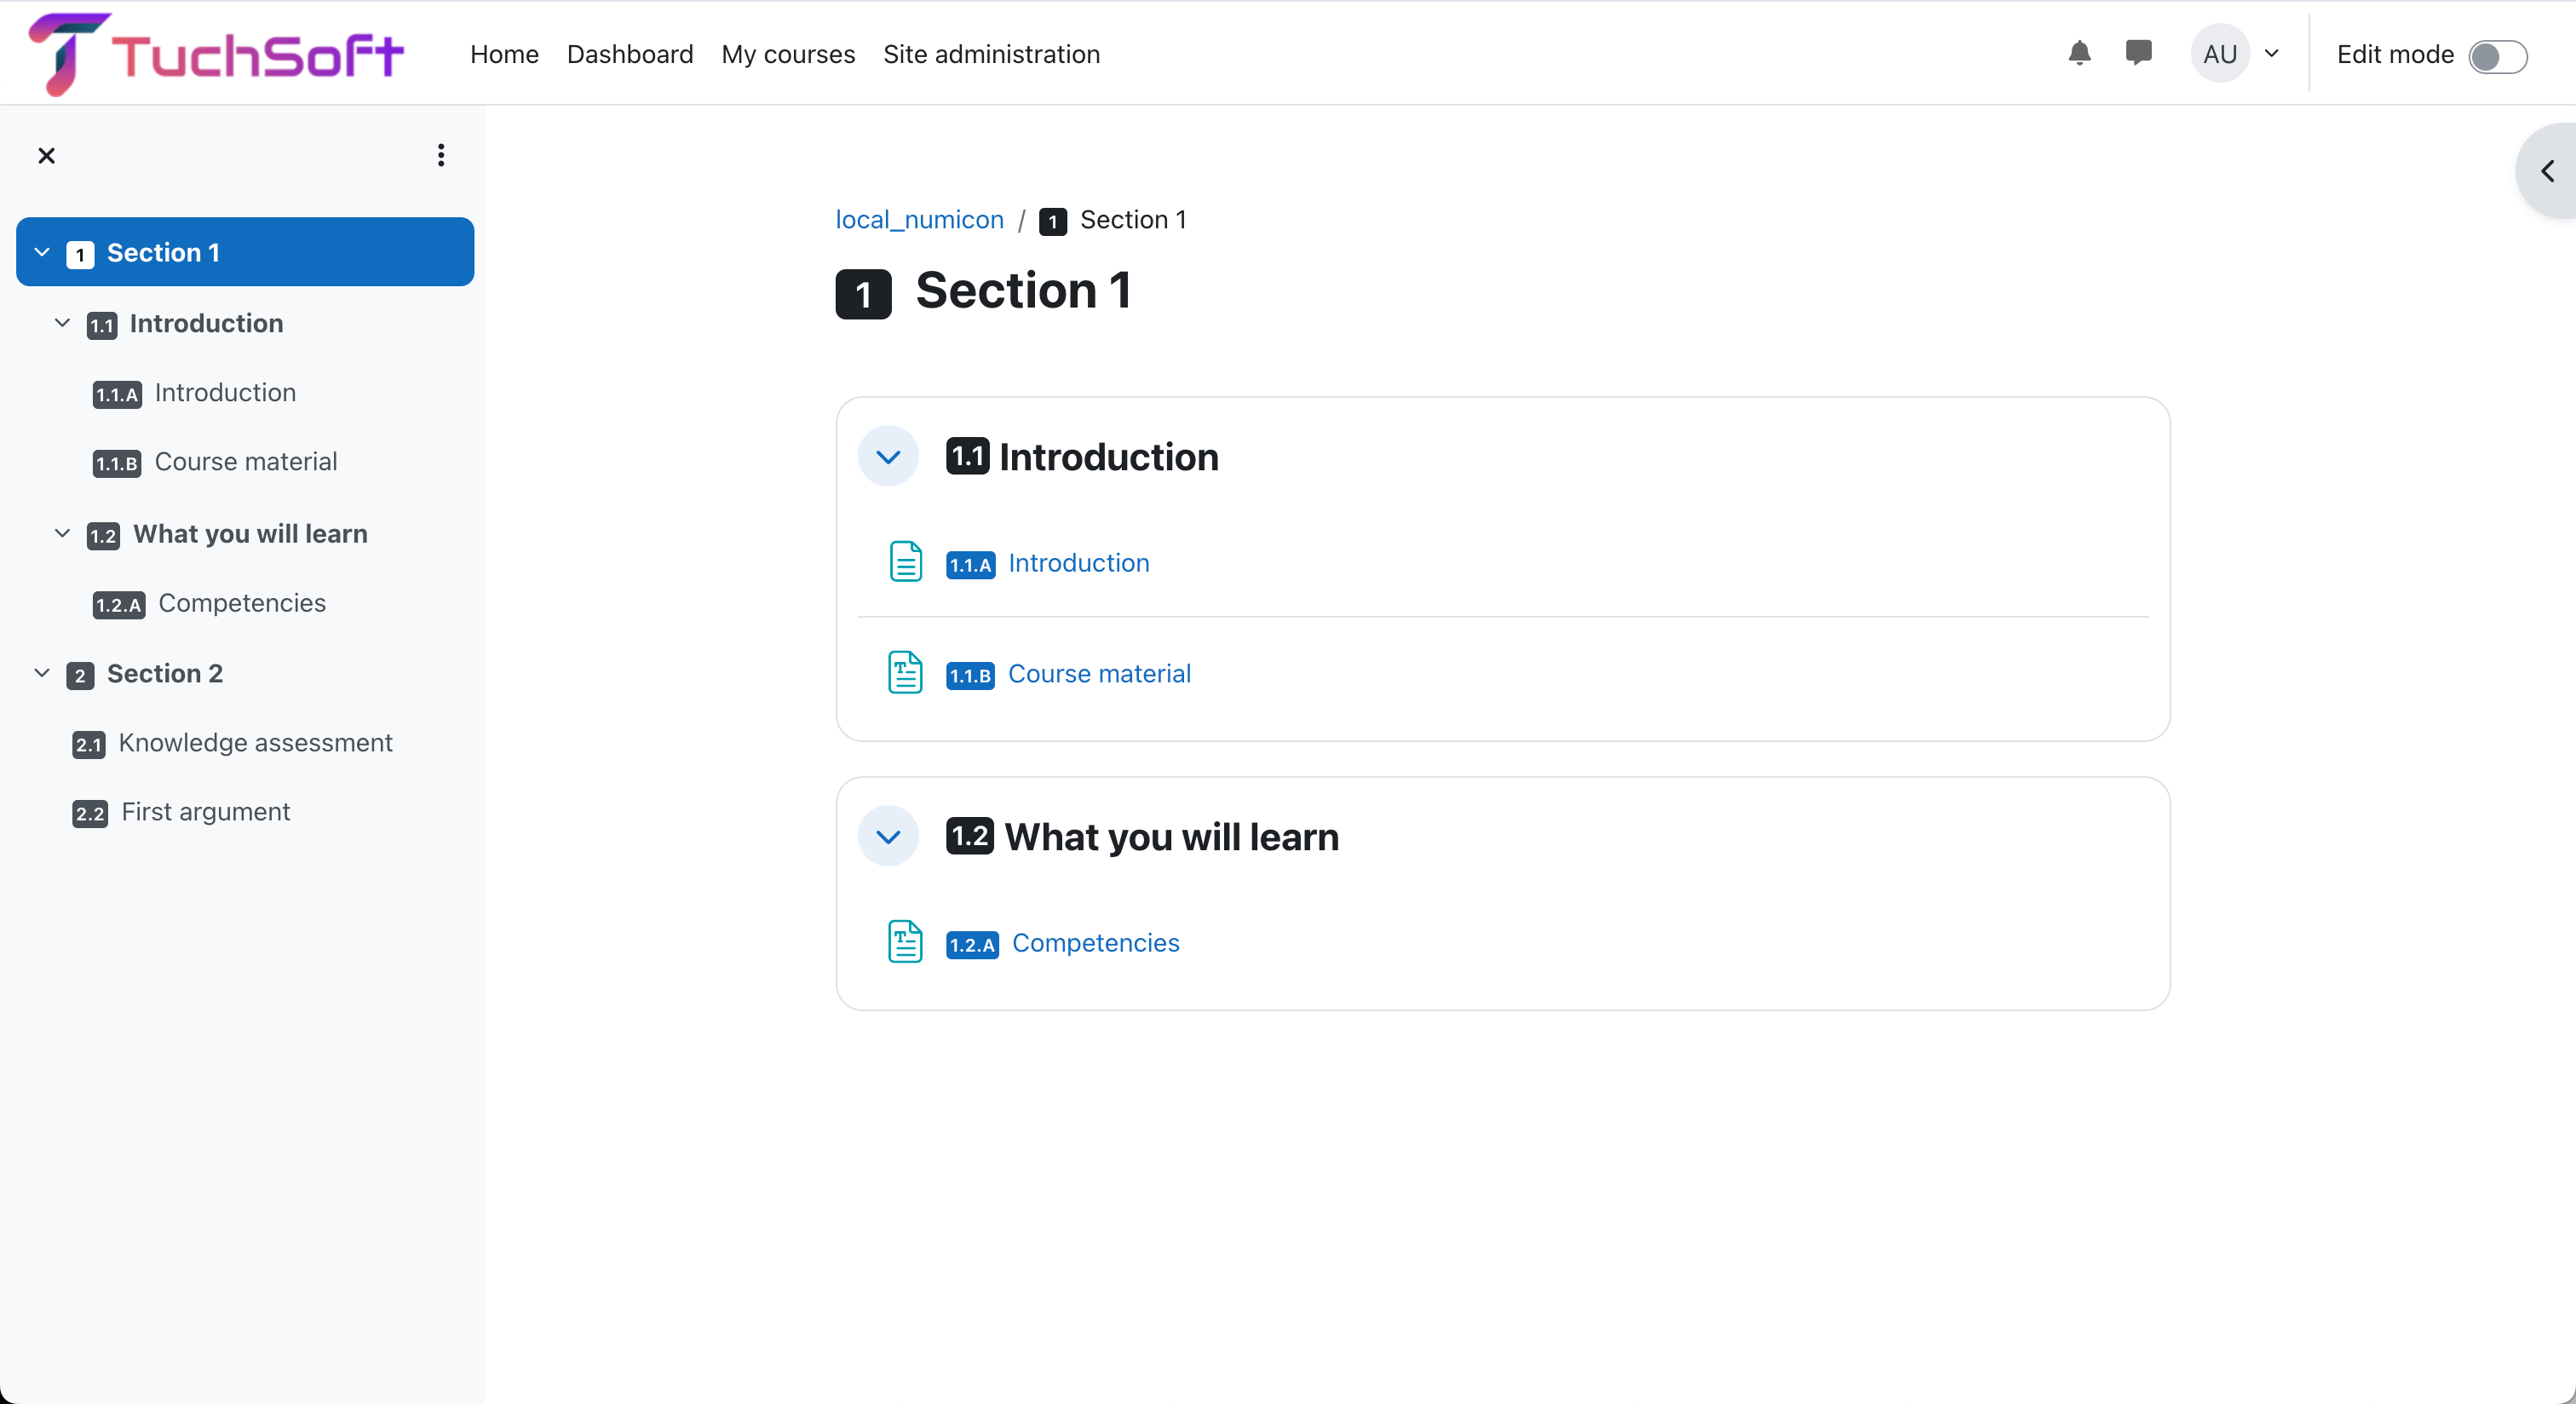 TuchSoft
Home Dashboard My courses Site administration AU Edit mode
1 Section 1
1.1 Introduction
1.1.A Introduction
1.1.B Course material
1.2 What you will learn
1.2.A Competencies
2 Section 2
2.1 Knowledge assessment
2.2 First argument
local_numicon / 1 Section 1
1 Section 1
1.1 Introduction
1.1.A Introduction
1.1.B Course material
1.2 What you will learn
1.2.A Competencies